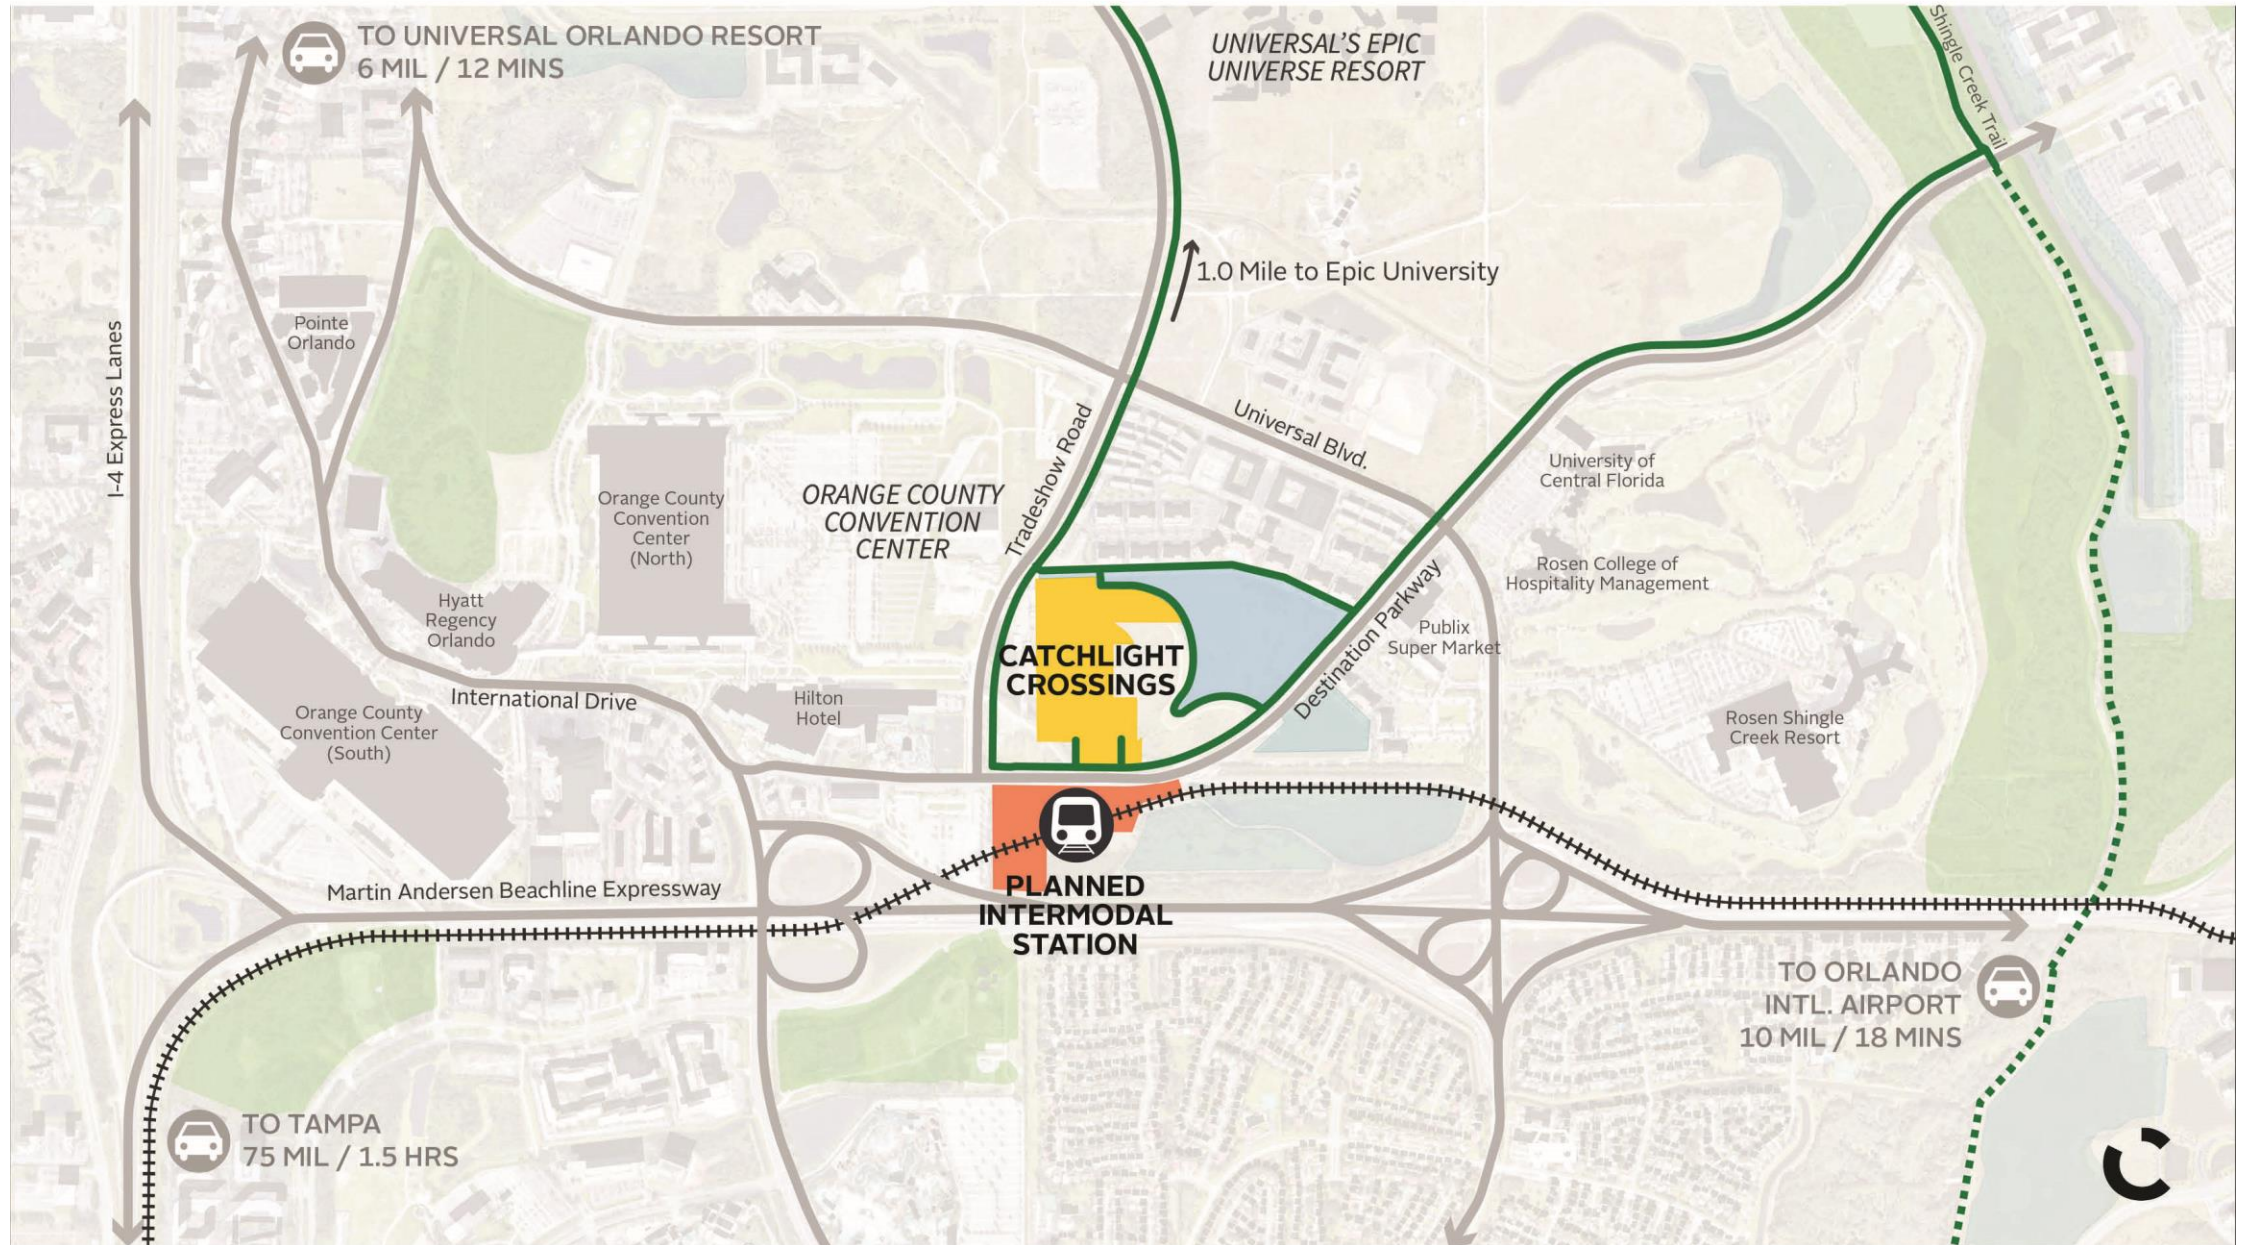 TO UNIVERSAL ORLANDO RESORT
6 MIL / 12 MINS
UNIVERSAL'S EPIC
UNIVERSE RESORT
Shingle Creek Trail
1.0 Mile to Epic University
I-4 Express Lanes
Pointe
Orlando
Tradeshow Road
Universal Blvd.
University of
Central Florida
Orange County
Convention
Center
(North)
ORANGE COUNTY
CONVENTION
CENTER
Rosen College of
Hospitality Management
Hyatt
Regency
Orlando
Destination Parkway
Publix
Super Market
CATCHLIGHT
CROSSINGS
International Drive
Hilton
Hotel
Orange County
Convention Center
(South)
Rosen Shingle
Creek Resort
Martin Andersen Beachline Expressway
PLANNED
INTERMODAL
STATION
TO ORLANDO
INTL. AIRPORT
10 MIL / 18 MINS
TO TAMPA
75 MIL / 1.5 HRS